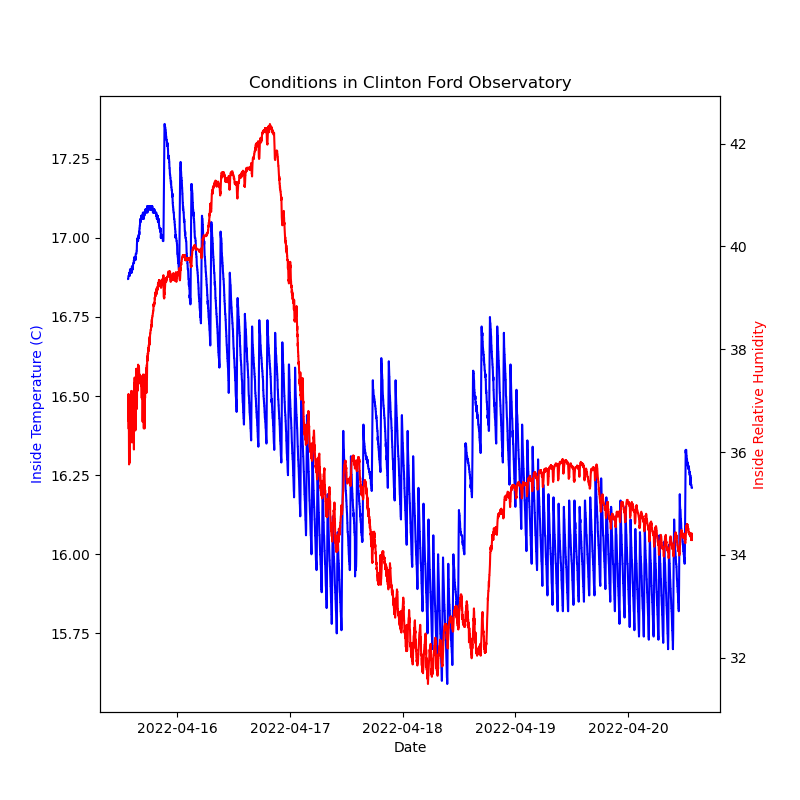 Conditions in Clinton Ford Observatory
17.25
17.00
16.75
16.50
16.25
16.00
15.75
Inside Temperature (C)
42
40
38
36
34
32
Inside Relative Humidity
2022-04-16 2022-04-17 2022-04-18 2022-04-19 2022-04-20
Date